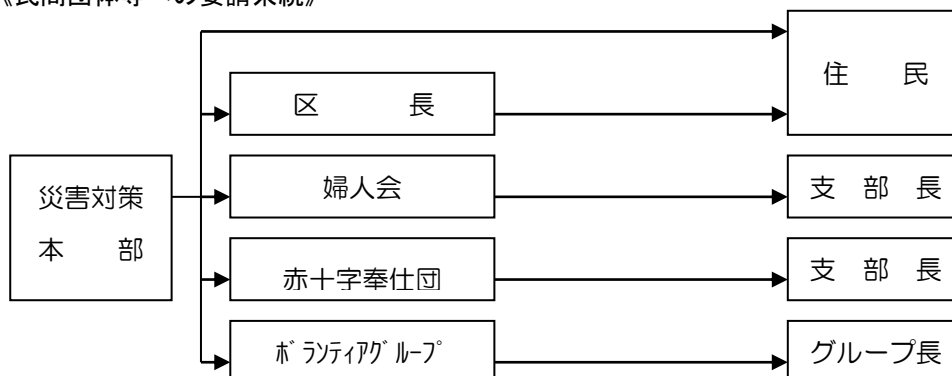 《民間団体等への要請系統》
住　　民
区　　　　長
災害対策
本　　部
婦人会
支　部　長
赤十字奉仕団
支　部　長
ﾎﾞﾗﾝﾃｨｱｸﾞﾙｰﾌﾟ
グループ長